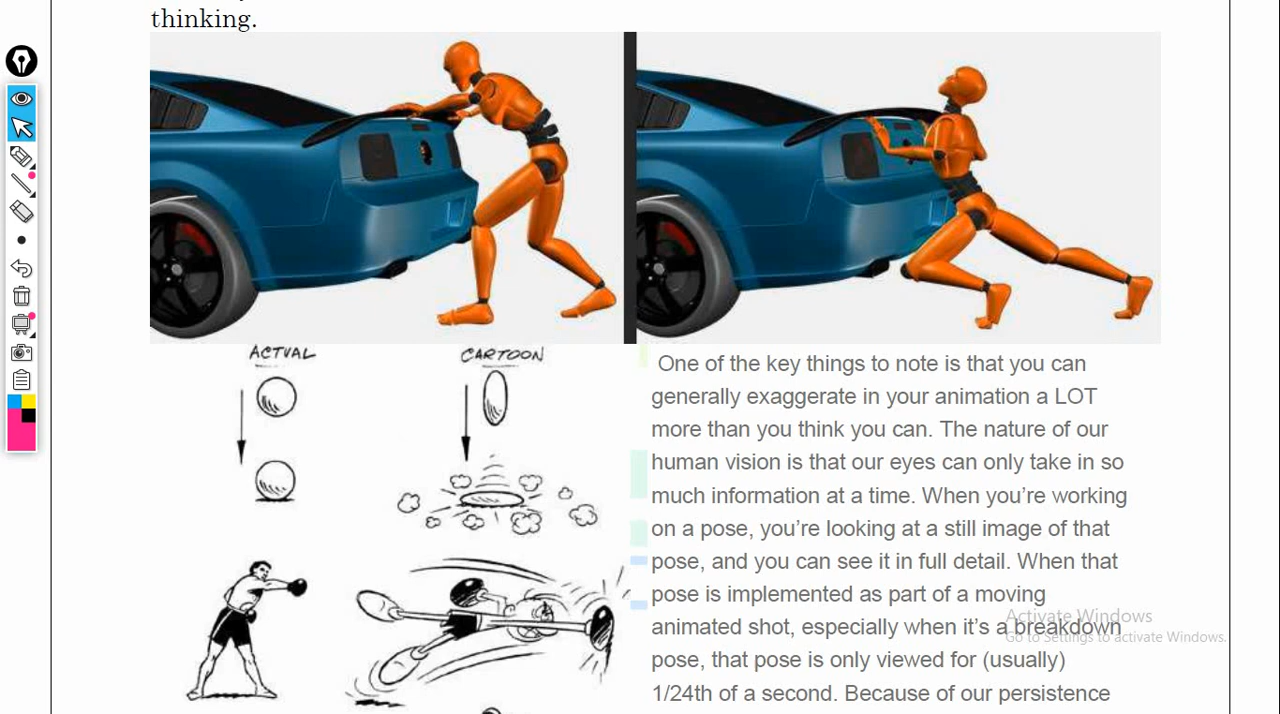 thinking.
ACTUAL
CARTOON
One of the key things to note is that you can
generally exaggerate in your animation a LOT
more than you think you can. The nature of our
human vision is that our eyes can only take in so
much information at a time. When you’re working
on a pose, you’re looking at a still image of that
pose, and you can see it in full detail. When that
pose is implemented as part of a moving
animated shot, especially when it’s a breakdown
pose, that pose is only viewed for (usually)
1/24th of a second. Because of our persistence
Activate Windows
Go to Settings to activate Windows.